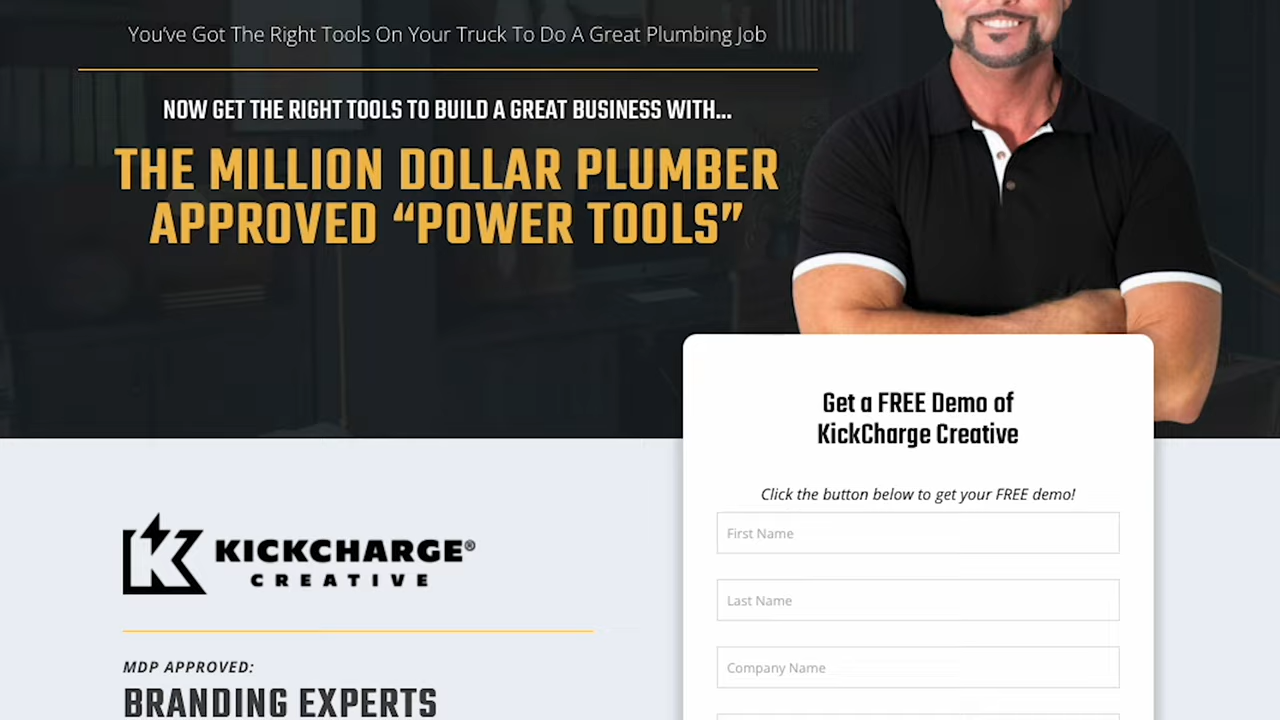 You've Got The Right Tools On Your Truck To Do A Great Plumbing Job
NOW GET THE RIGHT TOOLS TO BUILD A GREAT BUSINESS WITH...
THE MILLION DOLLAR PLUMBER
APPROVED “POWER TOOLS”
Get a FREE Demo of
KickCharge Creative
Click the button below to get your FREE demo!
First Name
Last Name
Company Name
KICKCHARGE®
CREATIVE
MDP APPROVED:
BRANDING EXPERTS